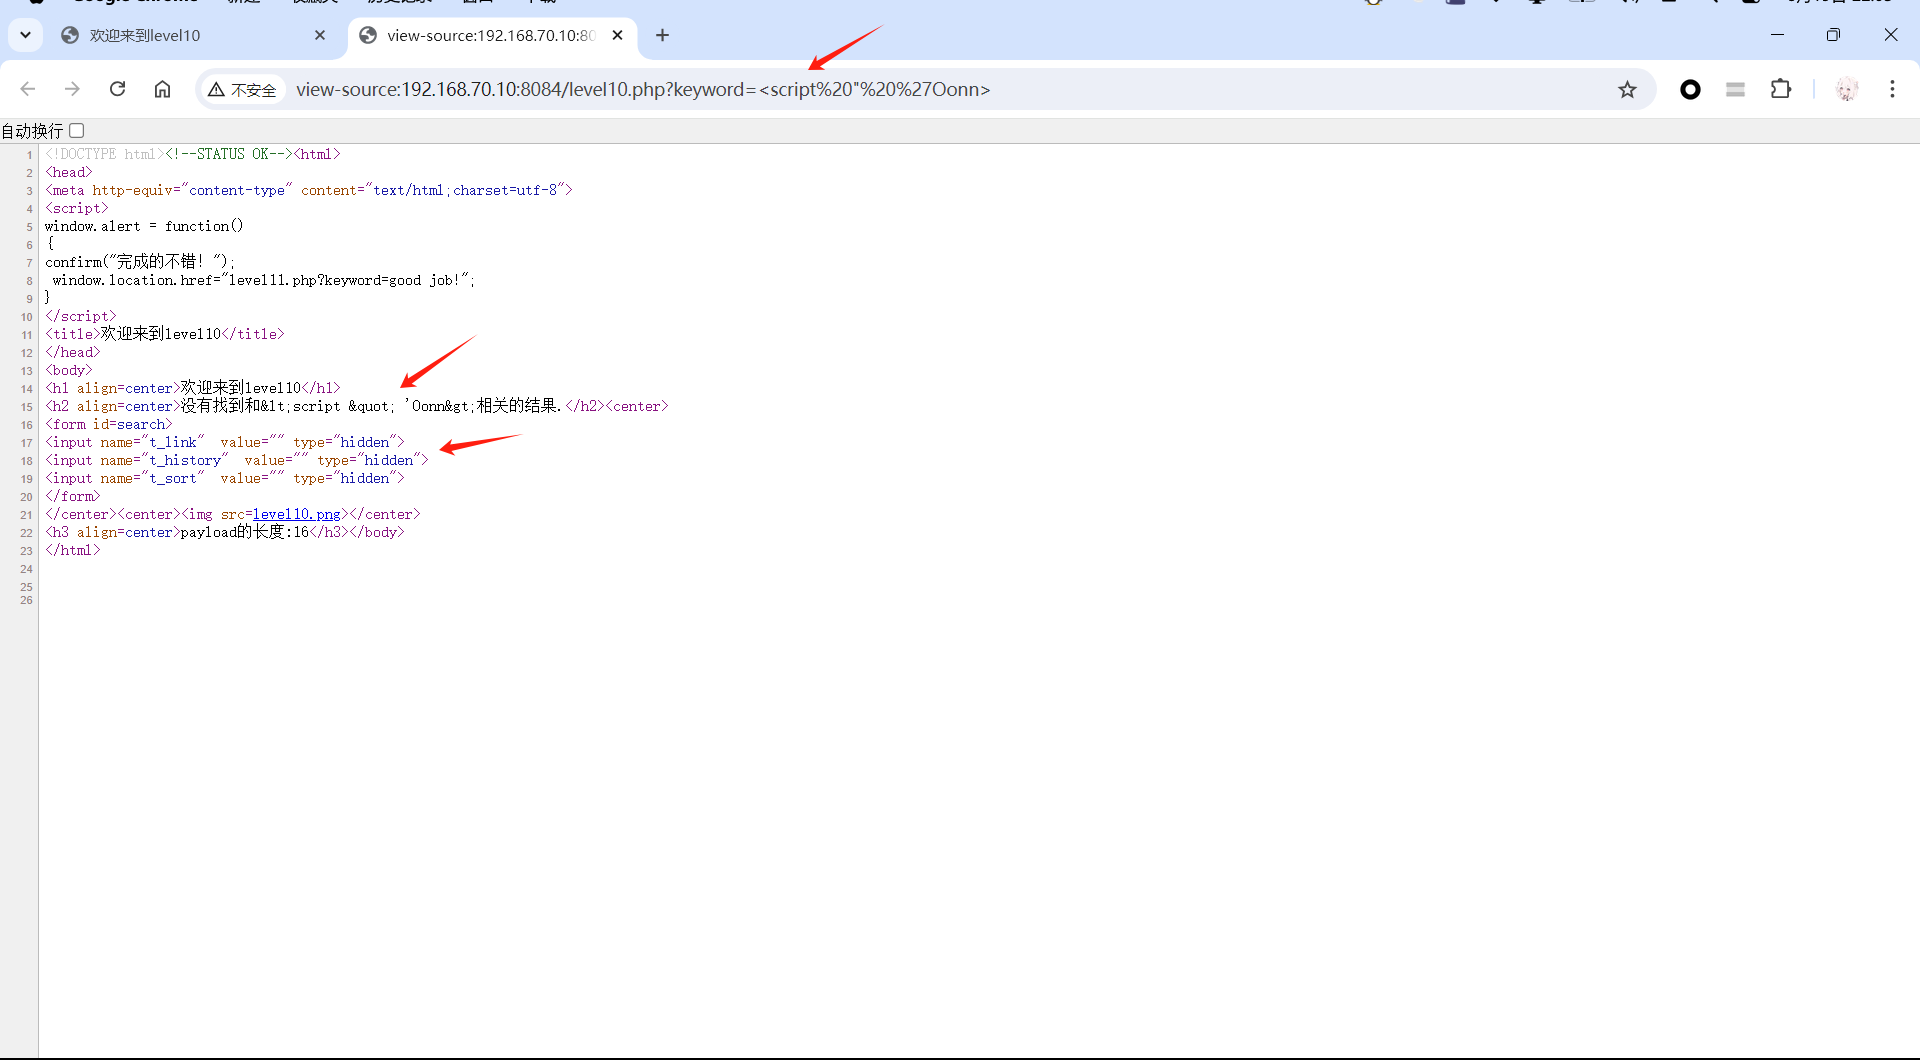 Google Chrome
欢迎来到level10
view-source:192.168.70.10:80
不安全
view-source:192.168.70.10:8084/level10.php?keyword=<script%20"%20%27Oonn>
自动换行
1 <!DOCTYPE html><!--STATUS OK--><html>
2 <head>
3 <meta http-equiv="content-type" content="text/html;charset=utf-8">
4 <script>
5 window.alert = function()
6 {
7 confirm("完成的不错！");
8 window.location.href="level11.php?keyword=good job!";
9 }
10 </script>
11 <title>欢迎来到level10</title>
12 </head>
13 <body>
14 <h1 align=center>欢迎来到level10</h1>
15 <h2 align=center>没有找到和&lt;script &quot; 'Oonn&gt;相关的结果.</h2><center>
16 <form id=search>
17 <input name="t_link"  value="" type="hidden">
18 <input name="t_history"  value="" type="hidden">
19 <input name="t_sort"  value="" type="hidden">
20 </form>
21 </center><center><img src=level10.png></center>
22 <h3 align=center>payload的长度:16</h3></body>
23 </html>
24
25
26